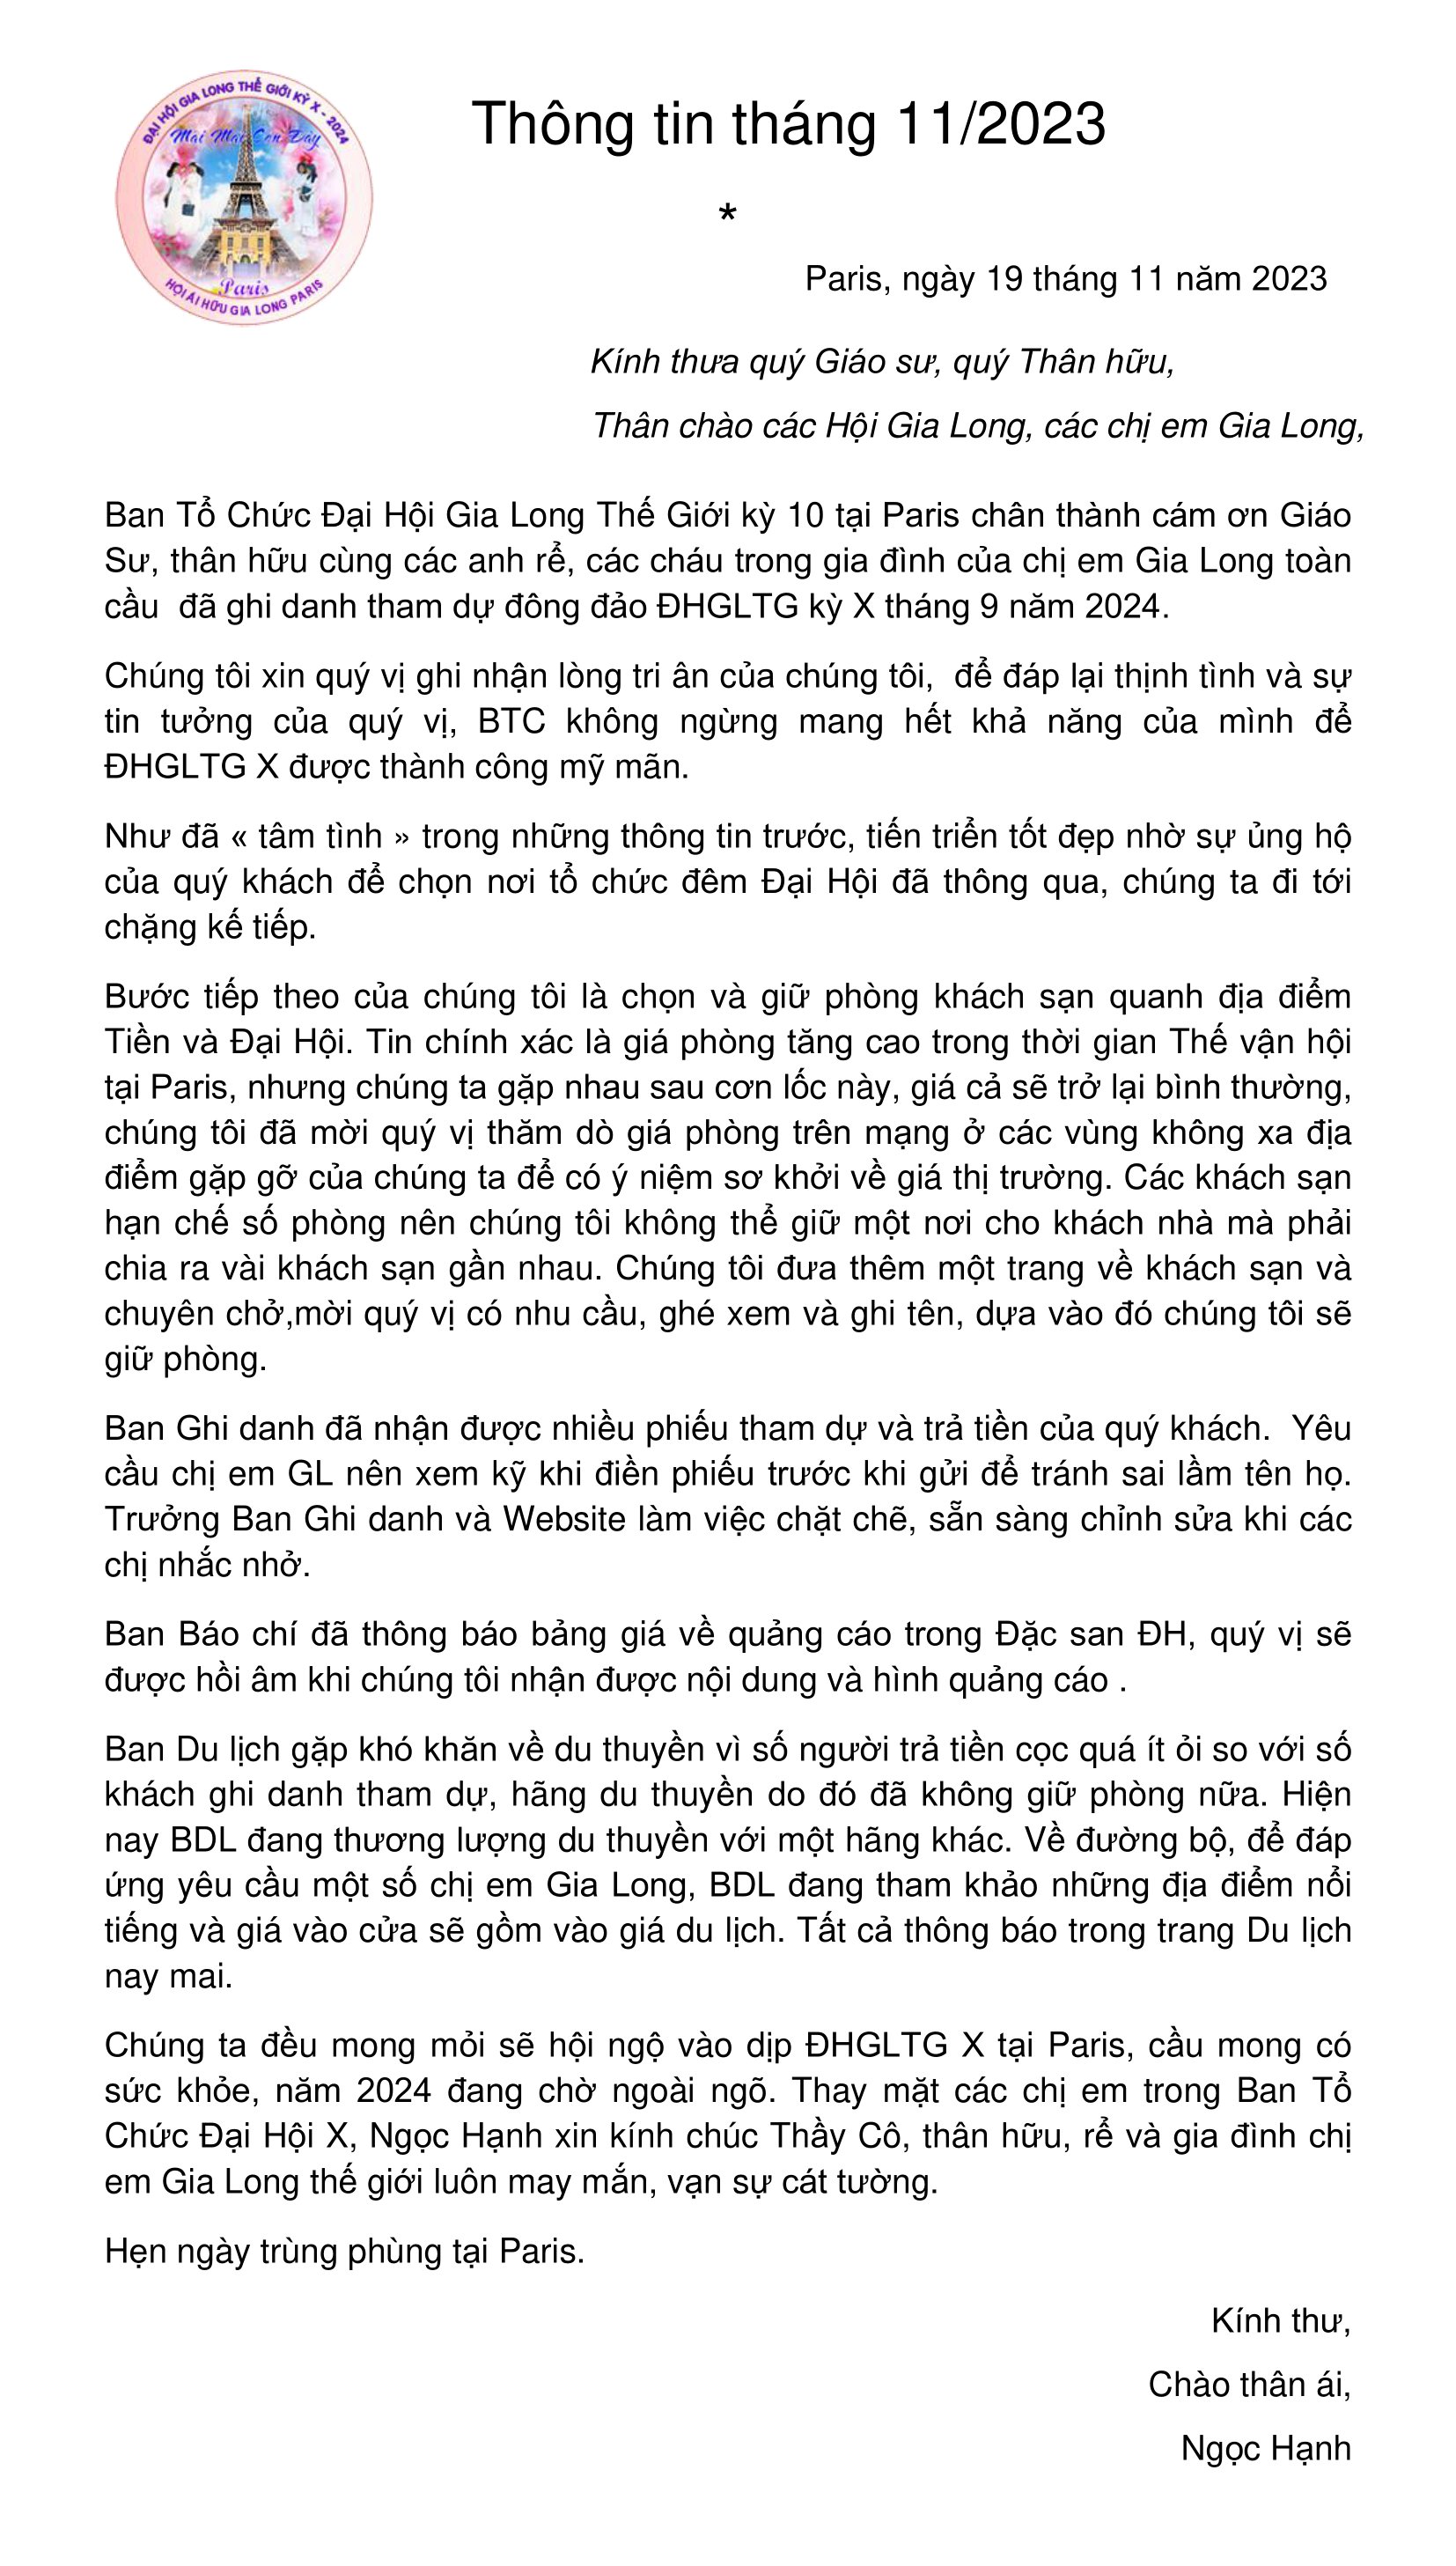 ĐẠI HỘI GIA LONG THẾ GIỚI KỲ X - 2024
Mãi Mãi Còn Đây
Paris
HỘI ÁI HỮU GIA LONG PARIS
Thông tin tháng 11/2023
*
Paris, ngày 19 tháng 11 năm 2023
Kính thưa quý Giáo sư, quý Thân hữu,
Thân chào các Hội Gia Long, các chị em Gia Long,
Ban Tổ Chức Đại Hội Gia Long Thế Giới kỳ 10 tại Paris chân thành cám ơn Giáo
Sư, thân hữu cùng các anh rể, các cháu trong gia đình của chị em Gia Long toàn
cầu  đã ghi danh tham dự đông đảo ĐHGLTG kỳ X tháng 9 năm 2024.
Chúng tôi xin quý vị ghi nhận lòng tri ân của chúng tôi,  để đáp lại thịnh tình và sự
tin tưởng của quý vị, BTC không ngừng mang hết khả năng của mình để
ĐHGLTG X được thành công mỹ mãn.
Như đã « tâm tình » trong những thông tin trước, tiến triển tốt đẹp nhờ sự ủng hộ
của quý khách để chọn nơi tổ chức đêm Đại Hội đã thông qua, chúng ta đi tới
chặng kế tiếp.
Bước tiếp theo của chúng tôi là chọn và giữ phòng khách sạn quanh địa điểm
Tiền và Đại Hội. Tin chính xác là giá phòng tăng cao trong thời gian Thế vận hội
tại Paris, nhưng chúng ta gặp nhau sau cơn lốc này, giá cả sẽ trở lại bình thường,
chúng tôi đã mời quý vị thăm dò giá phòng trên mạng ở các vùng không xa địa
điểm gặp gỡ của chúng ta để có ý niệm sơ khởi về giá thị trường. Các khách sạn
hạn chế số phòng nên chúng tôi không thể giữ một nơi cho khách nhà mà phải
chia ra vài khách sạn gần nhau. Chúng tôi đưa thêm một trang về khách sạn và
chuyên chở,mời quý vị có nhu cầu, ghé xem và ghi tên, dựa vào đó chúng tôi sẽ
giữ phòng.
Ban Ghi danh đã nhận được nhiều phiếu tham dự và trả tiền của quý khách.  Yêu
cầu chị em GL nên xem kỹ khi điền phiếu trước khi gửi để tránh sai lầm tên họ.
Trưởng Ban Ghi danh và Website làm việc chặt chẽ, sẵn sàng chỉnh sửa khi các
chị nhắc nhở.
Ban Báo chí đã thông báo bảng giá về quảng cáo trong Đặc san ĐH, quý vị sẽ
được hồi âm khi chúng tôi nhận được nội dung và hình quảng cáo .
Ban Du lịch gặp khó khăn về du thuyền vì số người trả tiền cọc quá ít ỏi so với số
khách ghi danh tham dự, hãng du thuyền do đó đã không giữ phòng nữa. Hiện
nay BDL đang thương lượng du thuyền với một hãng khác. Về đường bộ, để đáp
ứng yêu cầu một số chị em Gia Long, BDL đang tham khảo những địa điểm nổi
tiếng và giá vào cửa sẽ gồm vào giá du lịch. Tất cả thông báo trong trang Du lịch
nay mai.
Chúng ta đều mong mỏi sẽ hội ngộ vào dịp ĐHGLTG X tại Paris, cầu mong có
sức khỏe, năm 2024 đang chờ ngoài ngõ. Thay mặt các chị em trong Ban Tổ
Chức Đại Hội X, Ngọc Hạnh xin kính chúc Thầy Cô, thân hữu, rể và gia đình chị
em Gia Long thế giới luôn may mắn, vạn sự cát tường.
Hẹn ngày trùng phùng tại Paris.
Kính thư,
Chào thân ái,
Ngọc Hạnh